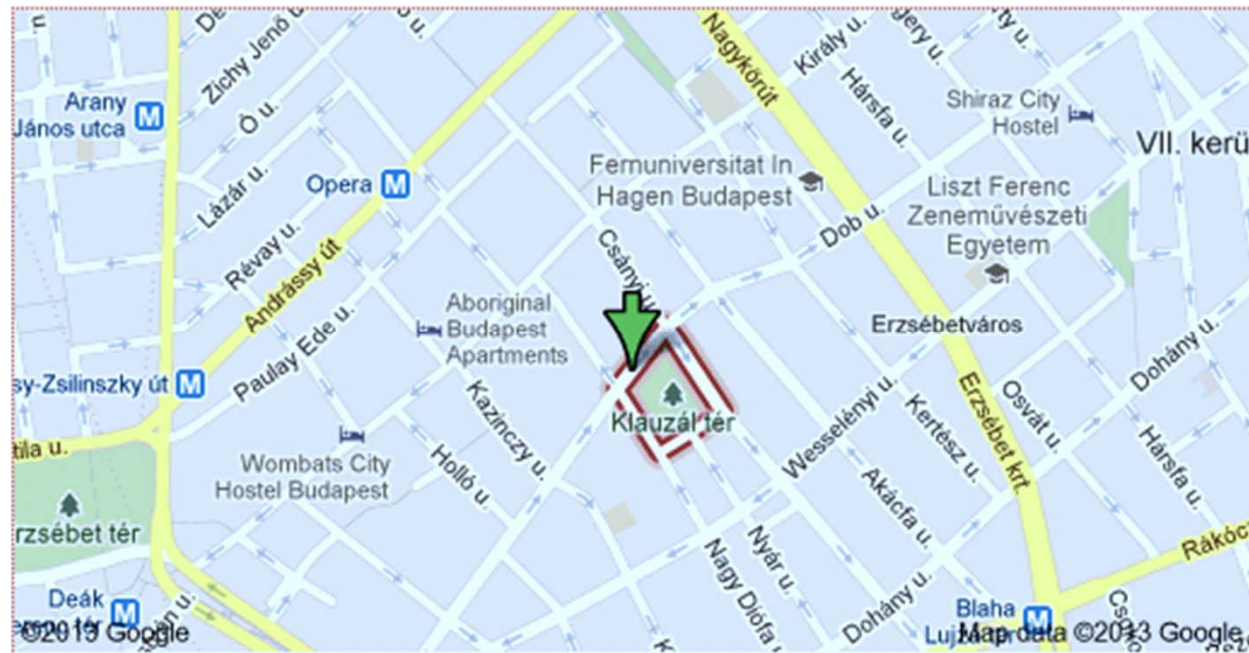 Nagykörút
Király u.
Zichy Jenő u.
Hársfa u.
Arany
János utca
M
Ó u.
Shiraz City
Hostel
VII. kerü
Fernuniversitat In
Hagen Budapest
Opera M
Lázár u.
Liszt Ferenc
Zeneművészeti
Egyetem
Dob u.
Révay u.
Andrássy út
Csányi u.
Aboriginal
Budapest
Apartments
Erzsébetváros
Paulay Ede u.
Dohány u.
sy-Zsilinszky út M
Klauzál tér
Kazinczy u.
Wesselényi u.
Kertész u.
Erzsébet krt.
Osvát u.
Hársfa u.
tila u.
Wombats City
Hostel Budapest
Holló u.
Akácfa u.
rzsébet tér
Nyár u.
Nagy Diófa
Rákóc
Dohány u.
Deák
M
Blaha
M
©2013 Google
Map data ©2013 Google,